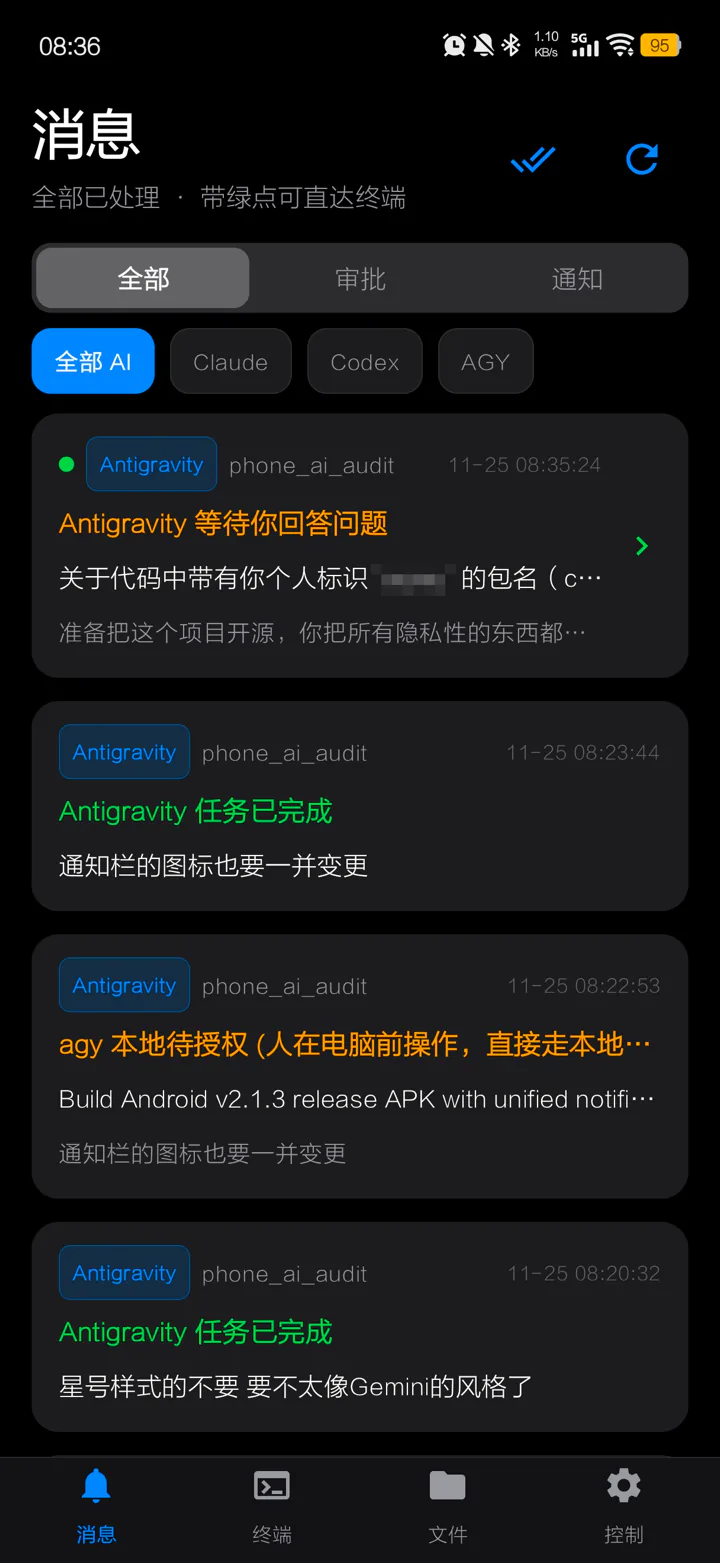 08:36
1.10 KB/s
5G
95
消息
全部已处理 · 带绿点可直达终端
全部 审批 通知
全部 AI Claude Codex AGY
Antigravity phone_ai_audit 11-25 08:35:24
Antigravity 等待你回答问题
关于代码中带有你个人标识 的包名（c…
准备把这个项目开源，你把所有隐私性的东西都…
Antigravity phone_ai_audit 11-25 08:23:44
Antigravity 任务已完成
通知栏的图标也要一并变更
Antigravity phone_ai_audit 11-25 08:22:53
agy 本地待授权 (人在电脑前操作，直接走本地…
Build Android v2.1.3 release APK with unified notifi…
通知栏的图标也要一并变更
Antigravity phone_ai_audit 11-25 08:20:32
Antigravity 任务已完成
星号样式的不要 要不太像Gemini的风格了
消息 终端 文件 控制